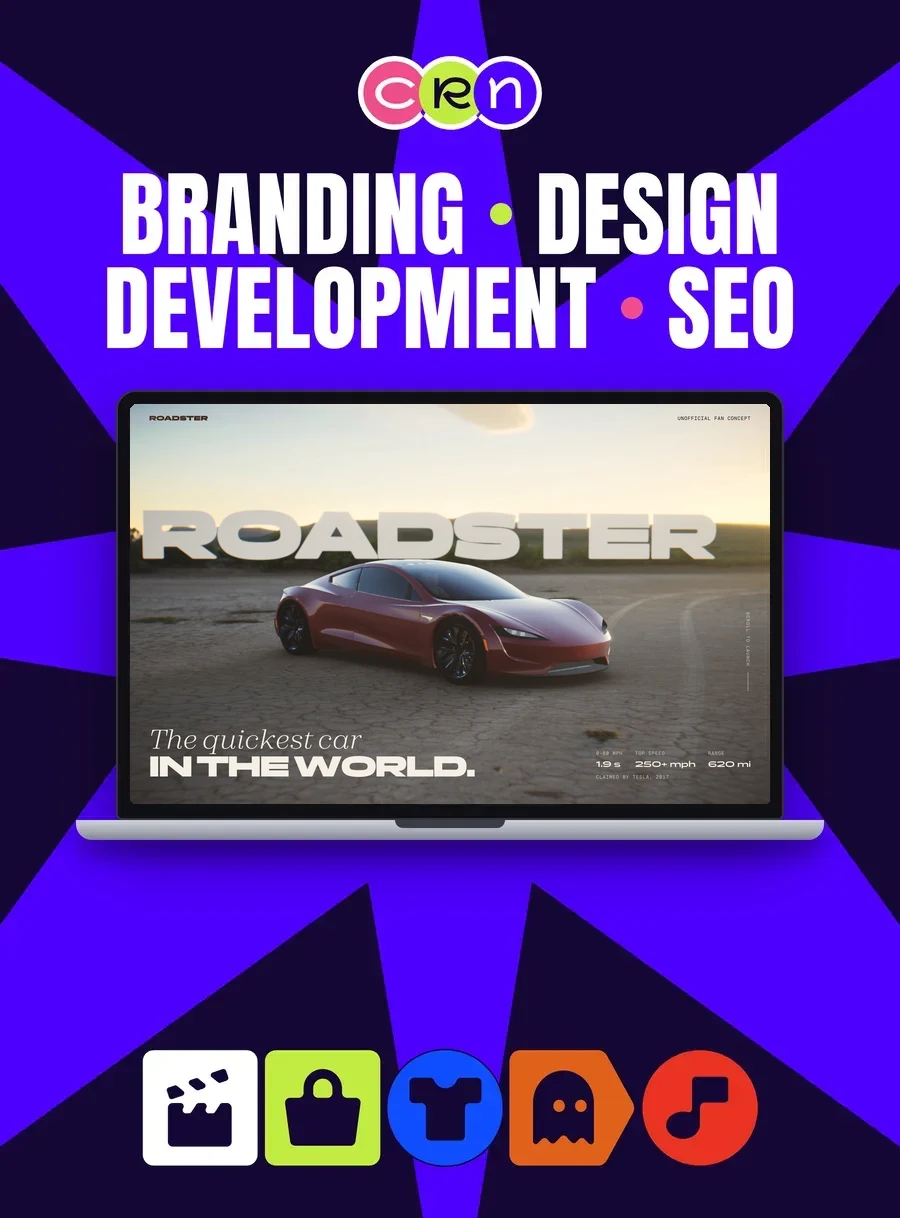 CRn
BRANDING • DESIGN
DEVELOPMENT • SEO
ROADSTER
UNOFFICIAL FAN CONCEPT
ROADSTER
SCROLL TO LAUNCH
The quickest car
IN THE WORLD.
0-60 MPH TOP SPEED RANGE
1.9 s 250+ mph 620 mi
CLAIMED BY TESLA, 2017